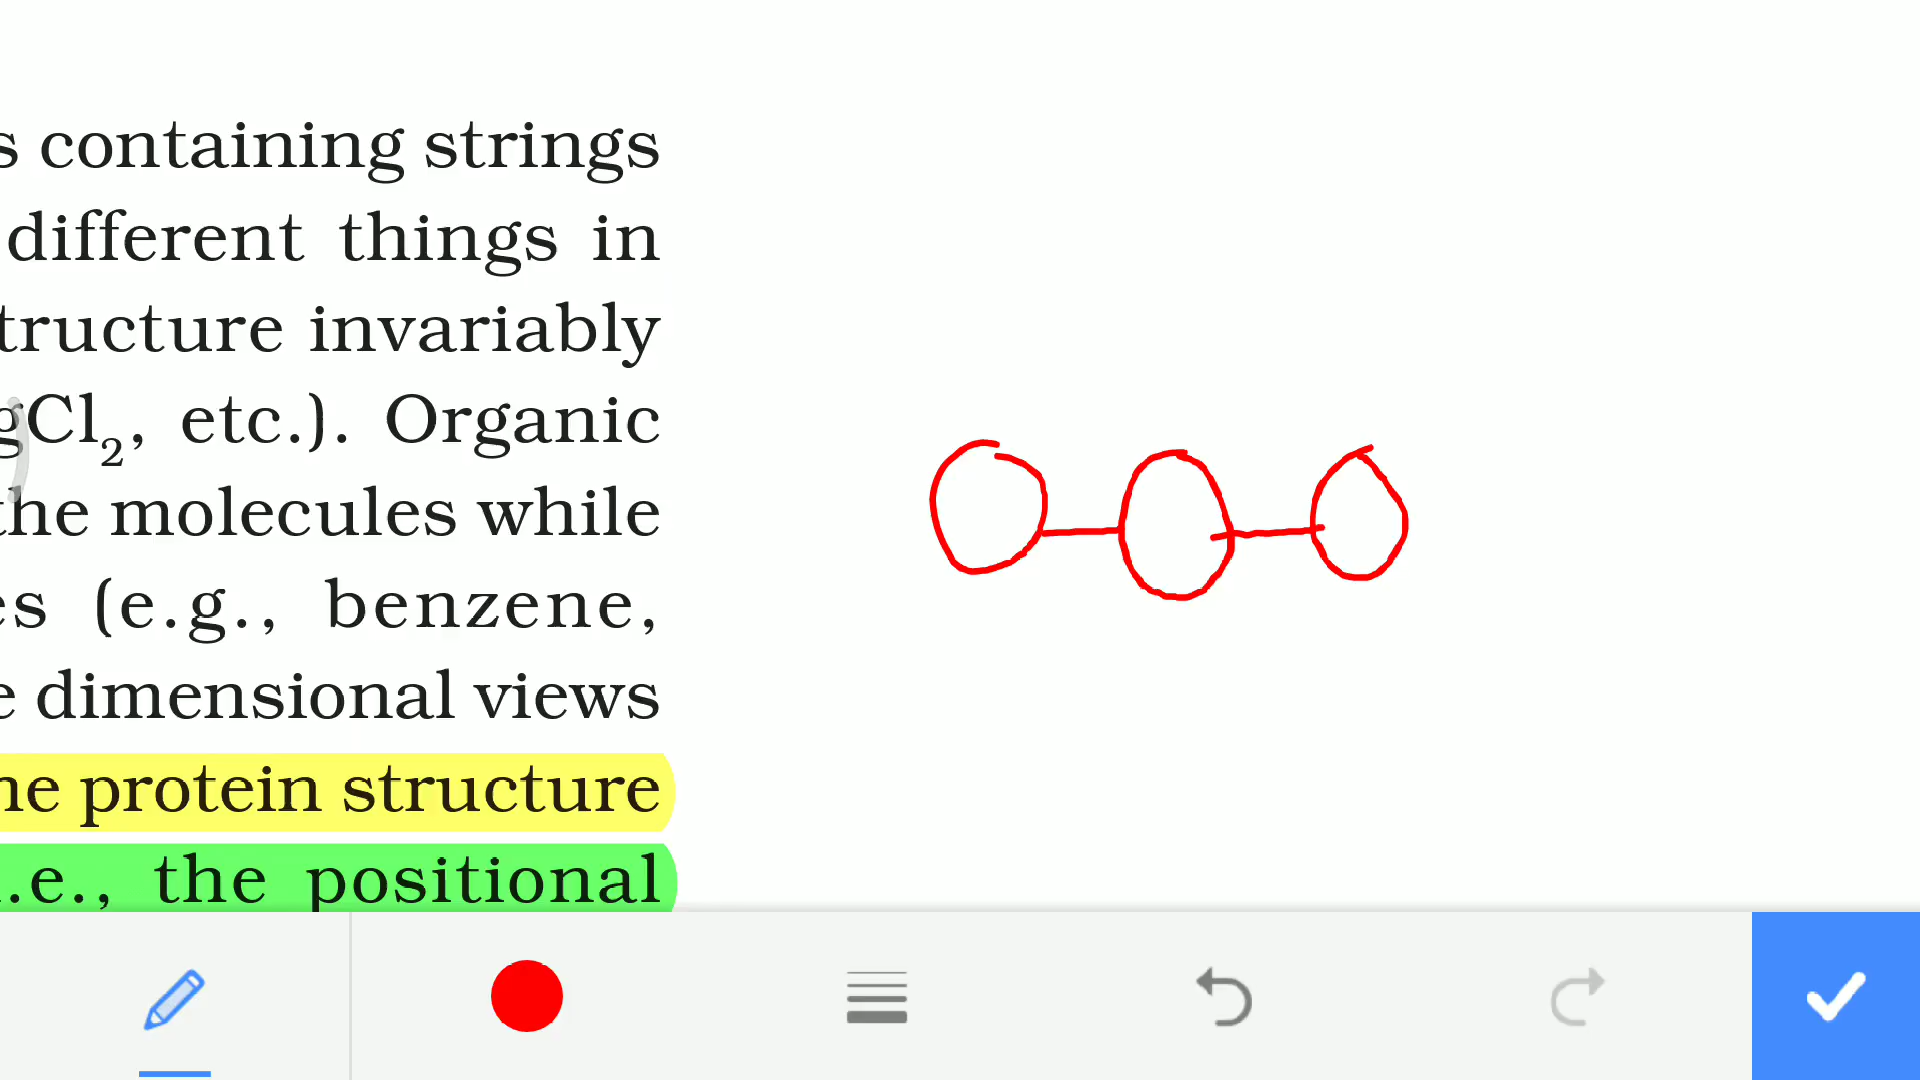 s containing strings
different things in
tructure invariably
gCl₂, etc.). Organic
the molecules while
es (e.g., benzene,
e dimensional views
ne protein structure
i.e., the positional